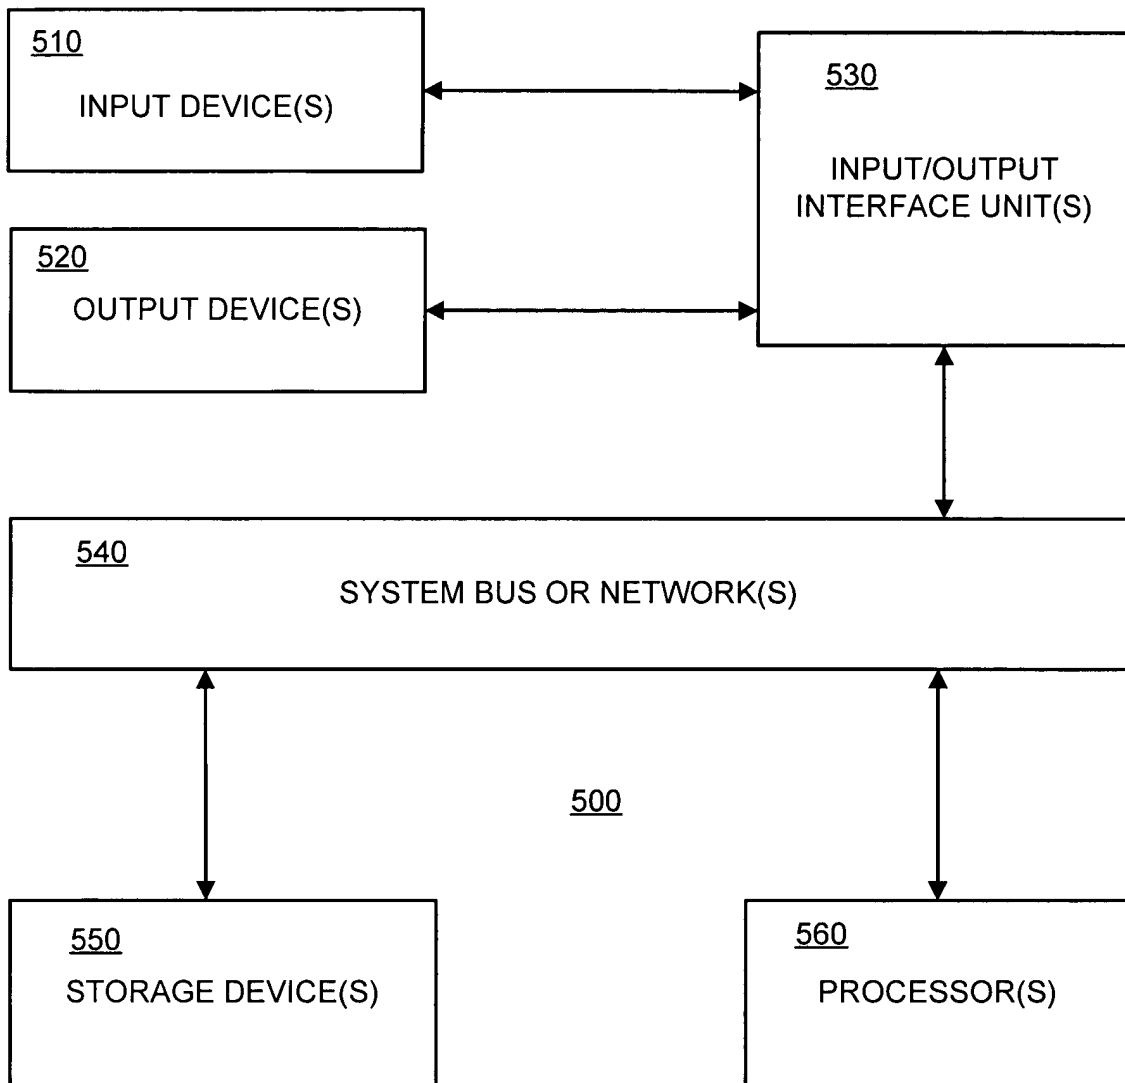 510
INPUT DEVICE(S)
530
INPUT/OUTPUT
INTERFACE UNIT(S)
520
OUTPUT DEVICE(S)
540
SYSTEM BUS OR NETWORK(S)
500
550
STORAGE DEVICE(S)
560
PROCESSOR(S)